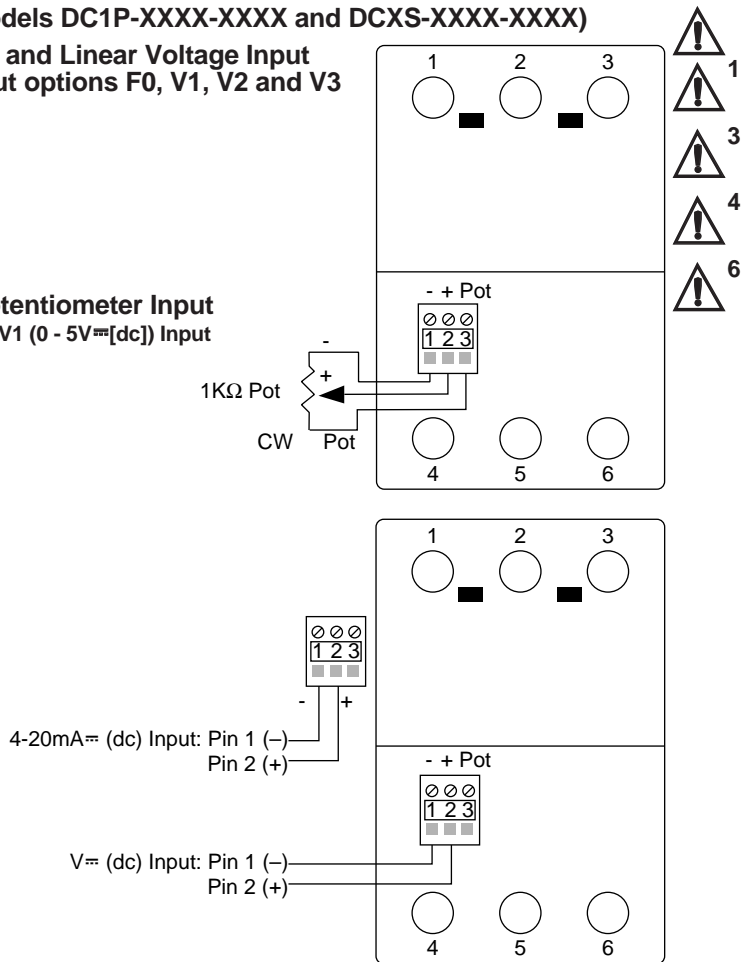 dels DC1P-XXXX-XXXX and DCXS-XXXX-XXXX)
and Linear Voltage Input
ut options F0, V1, V2 and V3
1 2 3
1
3
4
6
tentiometer Input
V1 (0 - 5V⎓[dc]) Input
- + Pot
1 2 3
-
+
1KΩ Pot
CW Pot
4 5 6
1 2 3
1 2 3
- +
4-20mA⎓ (dc) Input: Pin 1 (–)
Pin 2 (+)
- + Pot
1 2 3
V⎓ (dc) Input: Pin 1 (–)
Pin 2 (+)
4 5 6